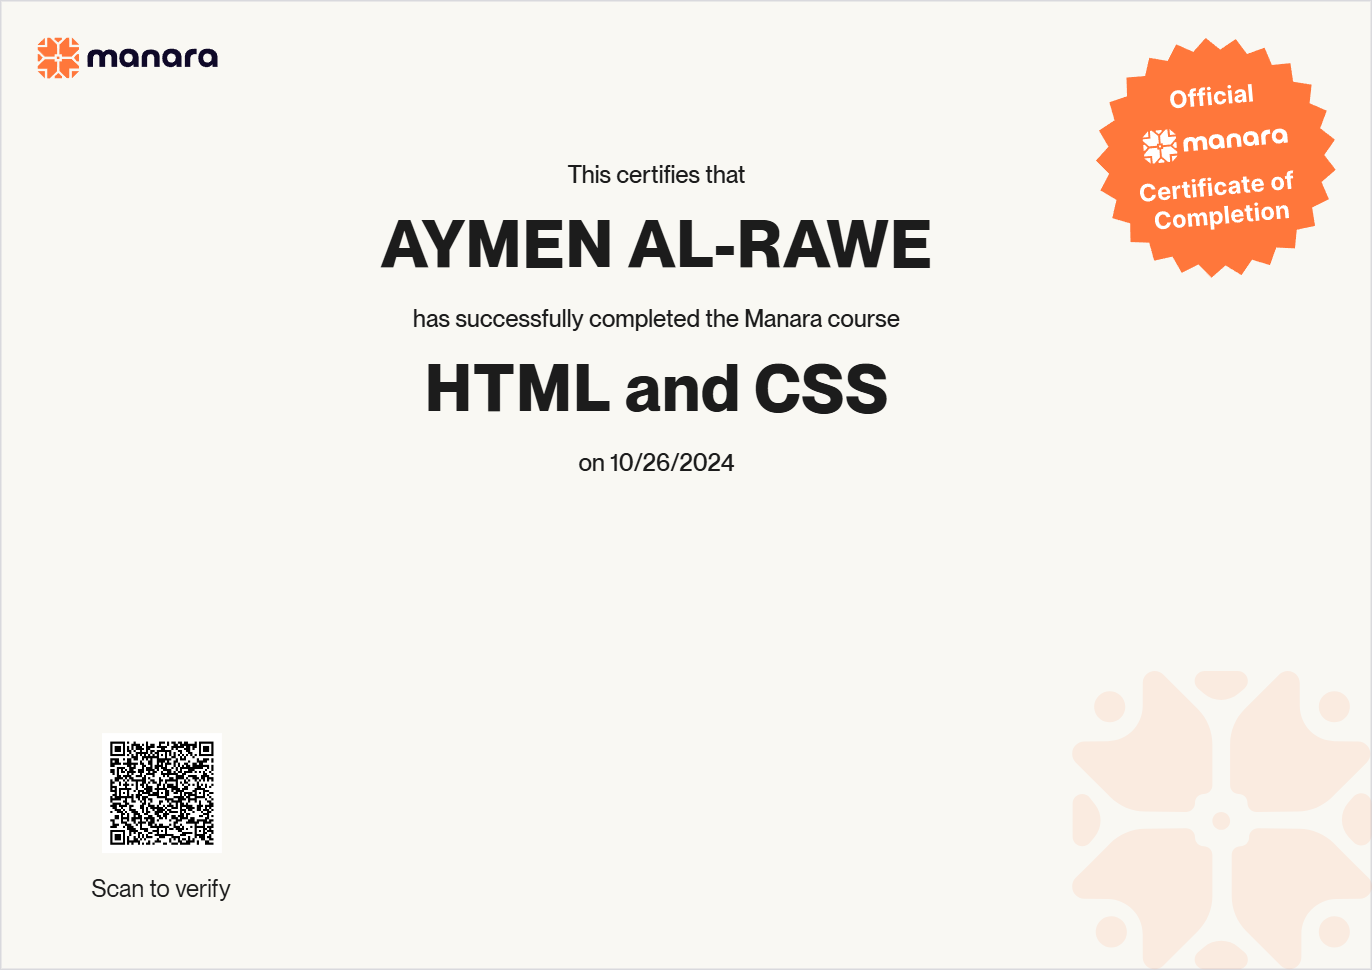 manara
Official
manara
Certificate of
Completion
This certifies that
AYMEN AL-RAWE
has successfully completed the Manara course
HTML and CSS
on 10/26/2024
Scan to verify